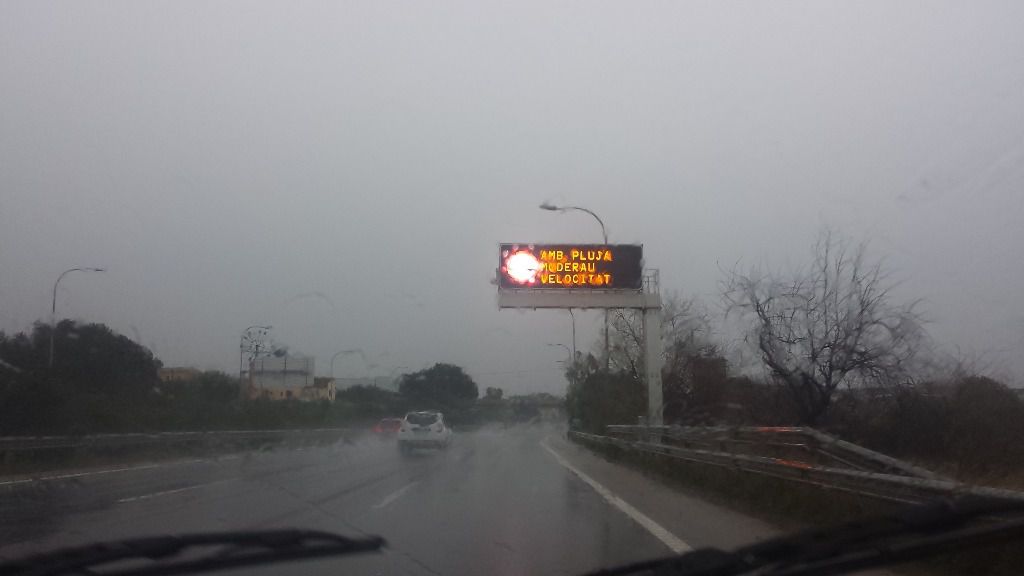 AMB PLUJA
MODERAU
VELOCITAT